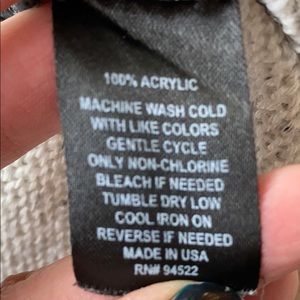 100% ACRYLIC
MACHINE WASH COLD
WITH LIKE COLORS
GENTLE CYCLE
ONLY NON-CHLORINE
BLEACH IF NEEDED
TUMBLE DRY LOW
COOL IRON ON
REVERSE IF NEEDED
MADE IN USA
RN# 94522